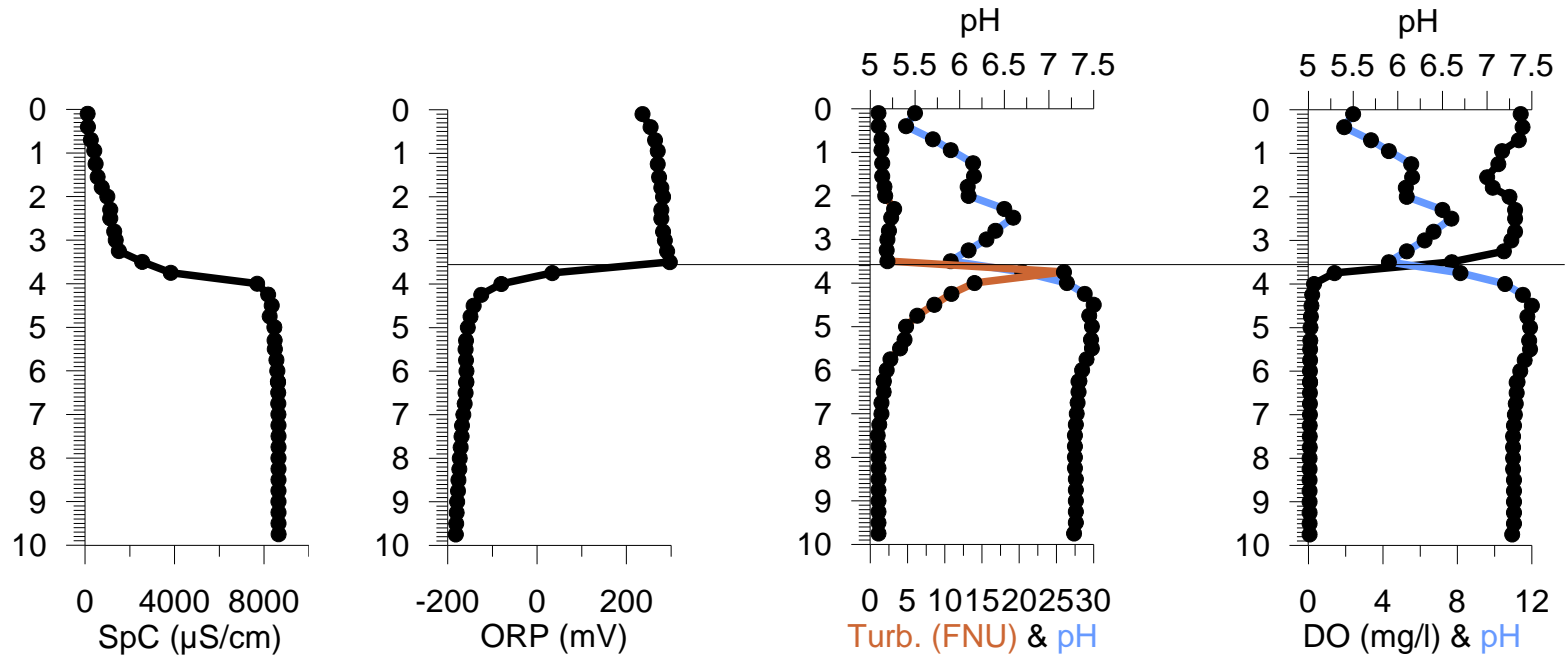 pH pH
5 5.5 6 6.5 7 7.5 5 5.5 6 6.5 7 7.5
0 0 0 0
1 1 1 1
2 2 2 2
3 3 3 3
4 4 4 4
5 5 5 5
6 6 6 6
7 7 7 7
8 8 8 8
9 9 9 9
10 10 10 10
0 4000 8000 -200 0 200 0 5 10 15 20 25 30 0 4 8 12
SpC (µS/cm) ORP (mV) Turb. (FNU) & pH DO (mg/l) & pH